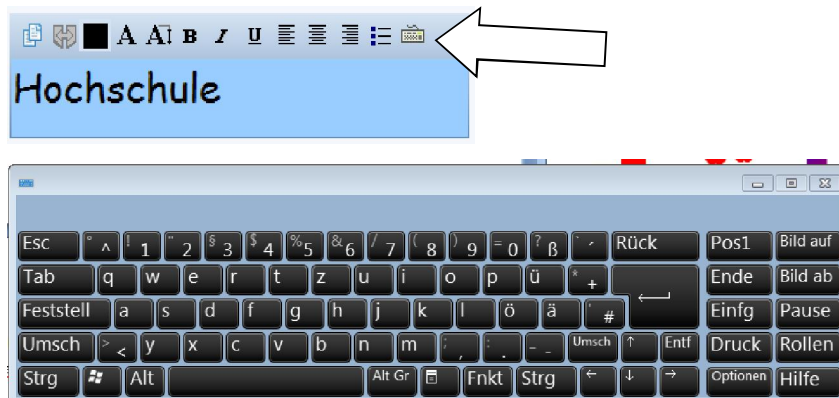 A A B I U
Hochschule
Esc ° ^ ! 1 " 2 § 3 $ 4 % 5 & 6 / 7 ( 8 ) 9 = 0 ? ß ` ´ Rück Pos1 Bild auf
Tab q w e r t z u i o p ü * + Ende Bild ab
Feststell a s d f g h j k l ö ä ' # Einfg Pause
Umsch > < y x c v b n m ; , : . _ - Umsch ↑ Entf Druck Rollen
Strg Alt Alt Gr Fnkt Strg ← ↓ → Optionen Hilfe